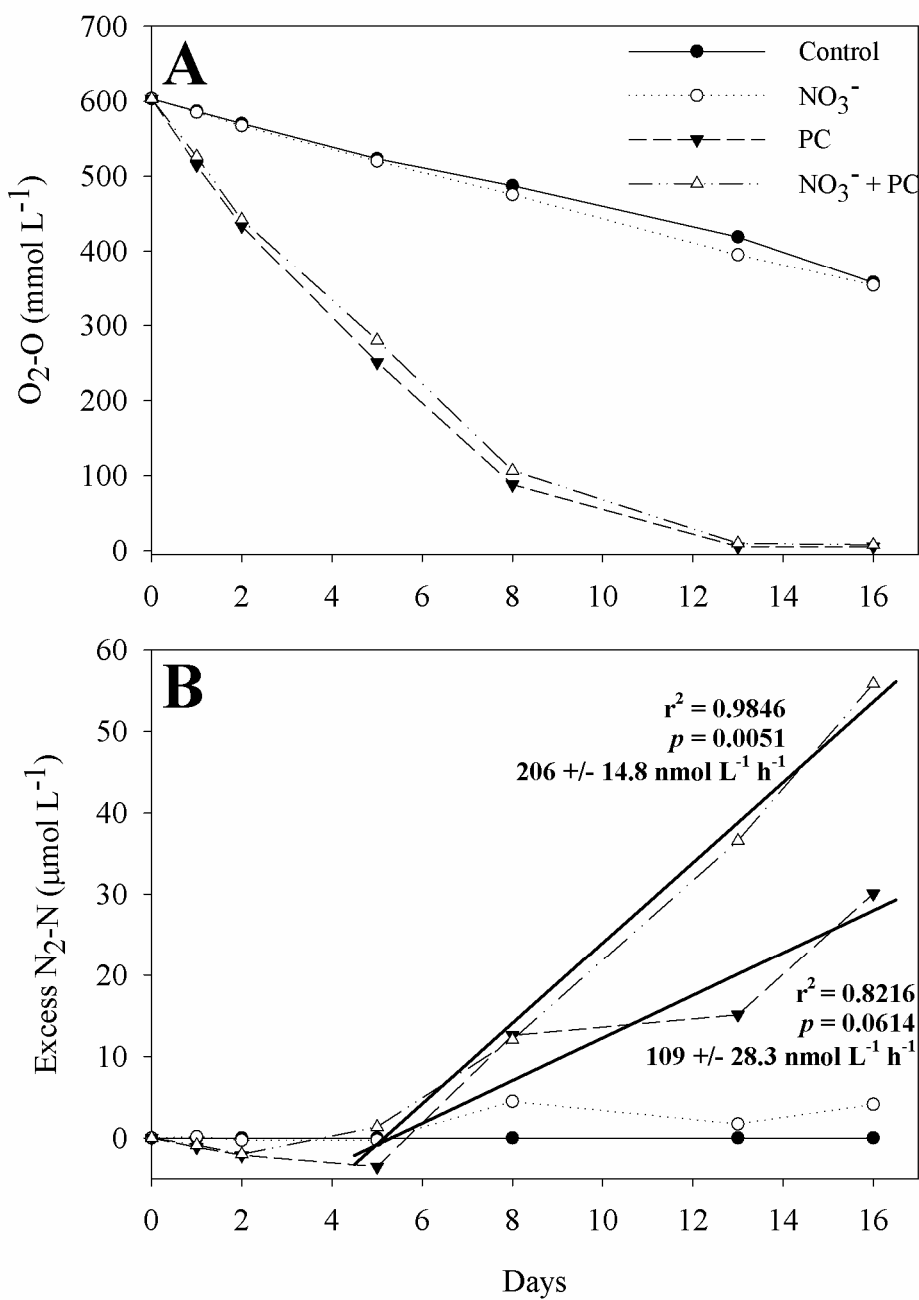 A
Control
NO₃⁻
PC
NO₃⁻ + PC
700
600
500
400
300
200
100
0
O₂-O (mmol L⁻¹)
0 2 4 6 8 10 12 14 16
B
r² = 0.9846
p = 0.0051
206 +/- 14.8 nmol L⁻¹ h⁻¹
r² = 0.8216
p = 0.0614
109 +/- 28.3 nmol L⁻¹ h⁻¹
60
50
40
30
20
10
0
Excess N₂-N (µmol L⁻¹)
0 2 4 6 8 10 12 14 16
Days